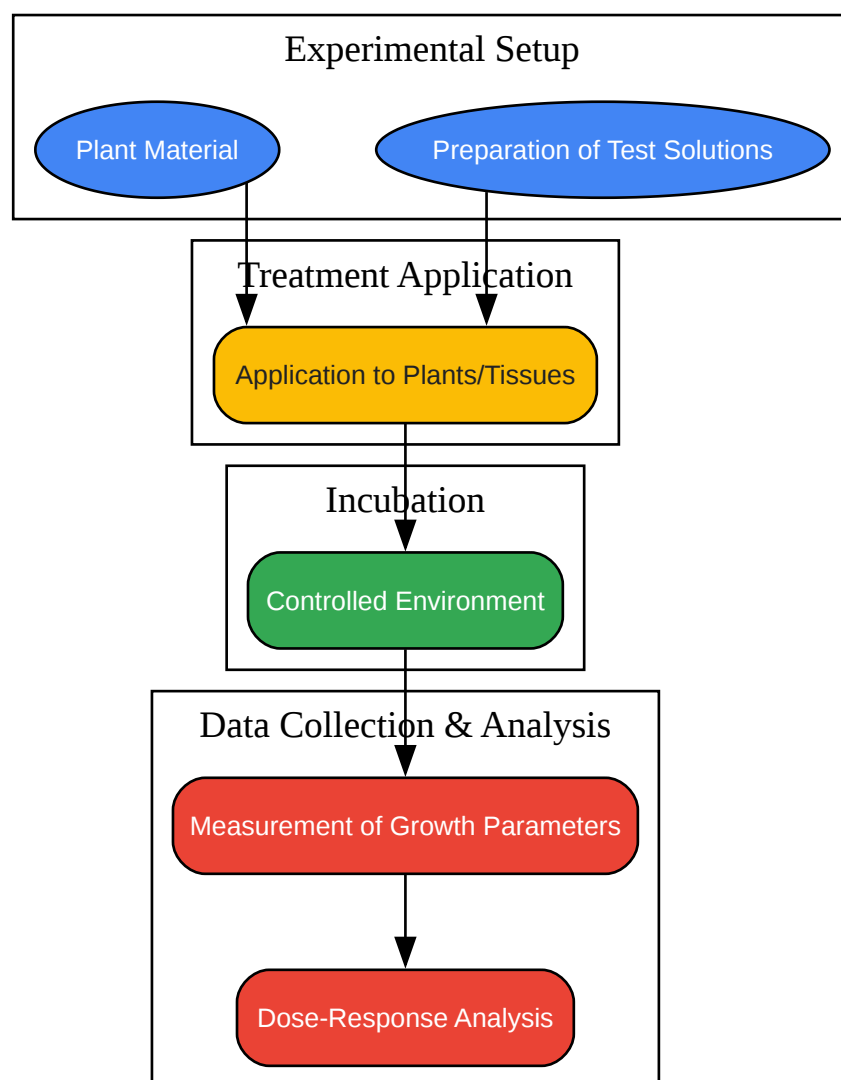 Experimental Setup
Plant Material
Preparation of Test Solutions
Treatment Application
Application to Plants/Tissues
Incubation
Controlled Environment
Data Collection & Analysis
Measurement of Growth Parameters
Dose-Response Analysis